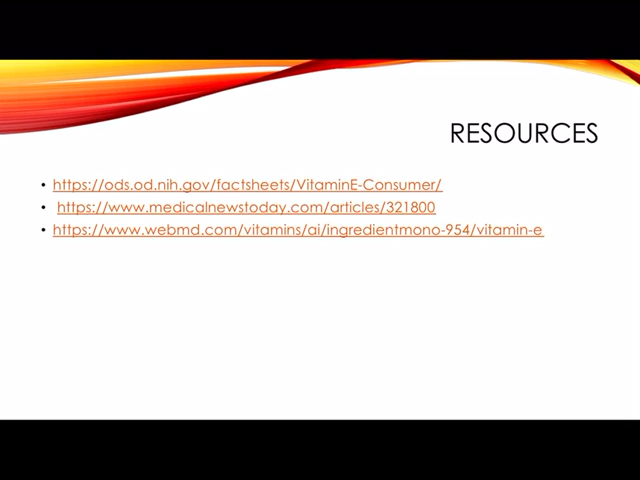 RESOURCES
• https://ods.od.nih.gov/factsheets/VitaminE-Consumer/
• https://www.medicalnewstoday.com/articles/321800
• https://www.webmd.com/vitamins/ai/ingredientmono-954/vitamin-e